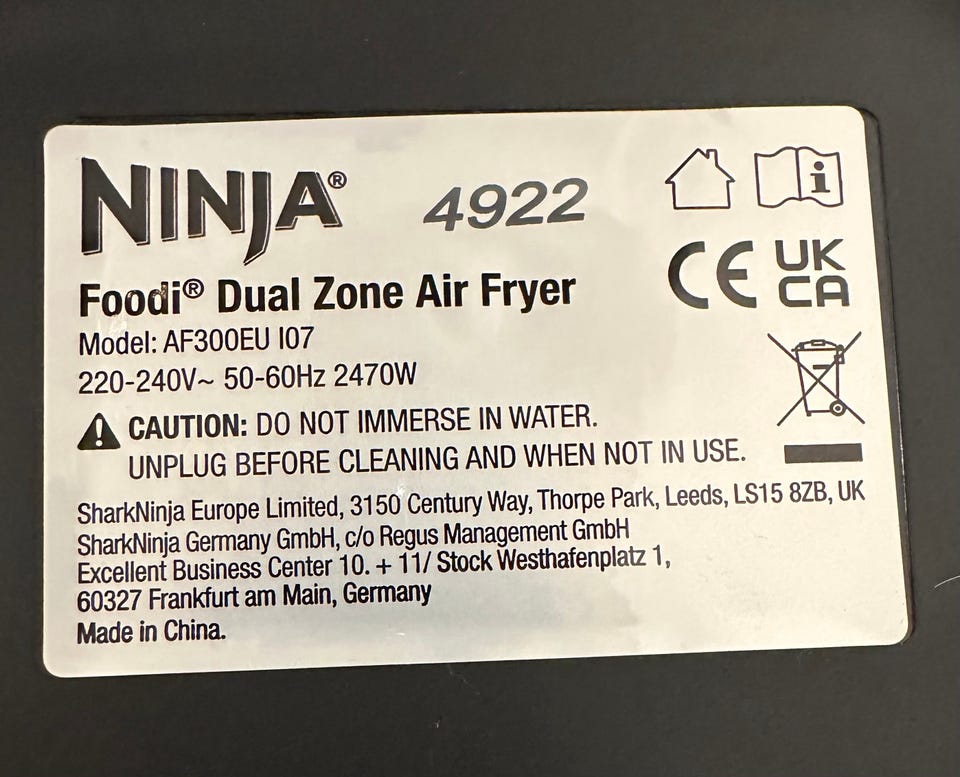 NINJA® 4922
Foodi® Dual Zone Air Fryer
Model: AF300EU I07
220-240V~ 50-60Hz 2470W
CAUTION: DO NOT IMMERSE IN WATER.
UNPLUG BEFORE CLEANING AND WHEN NOT IN USE.
SharkNinja Europe Limited, 3150 Century Way, Thorpe Park, Leeds, LS15 8ZB, UK
SharkNinja Germany GmbH, c/o Regus Management GmbH
Excellent Business Center 10. + 11/ Stock Westhafenplatz 1,
60327 Frankfurt am Main, Germany
Made in China.
CE
UK
CA